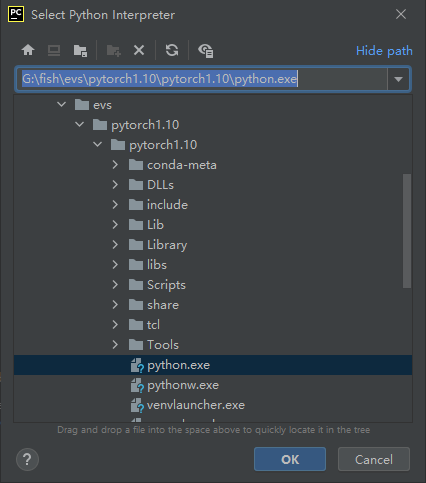 PC
Select Python Interpreter
Hide path
G:\fish\evs\pytorch1.10\pytorch1.10\python.exe
evs
pytorch1.10
pytorch1.10
conda-meta
DLLs
include
Lib
Library
libs
Scripts
share
tcl
Tools
python.exe
pythonw.exe
venvlauncher.exe
Drag and drop a file into the space above to quickly locate it in the tree
?
OK
Cancel